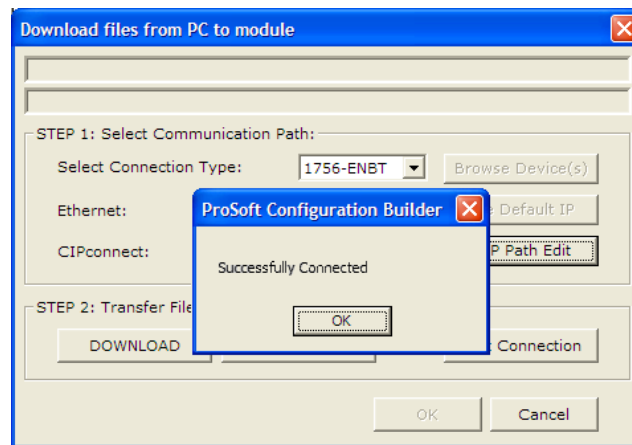 Download files from PC to module
STEP 1: Select Communication Path:
Select Connection Type:
1756-ENBT
Browse Device(s)
Ethernet:
ProSoft Configuration Builder
Default IP
CIPconnect:
Successfully Connected
P Path Edit
OK
STEP 2: Transfer File
DOWNLOAD
Connection
OK
Cancel